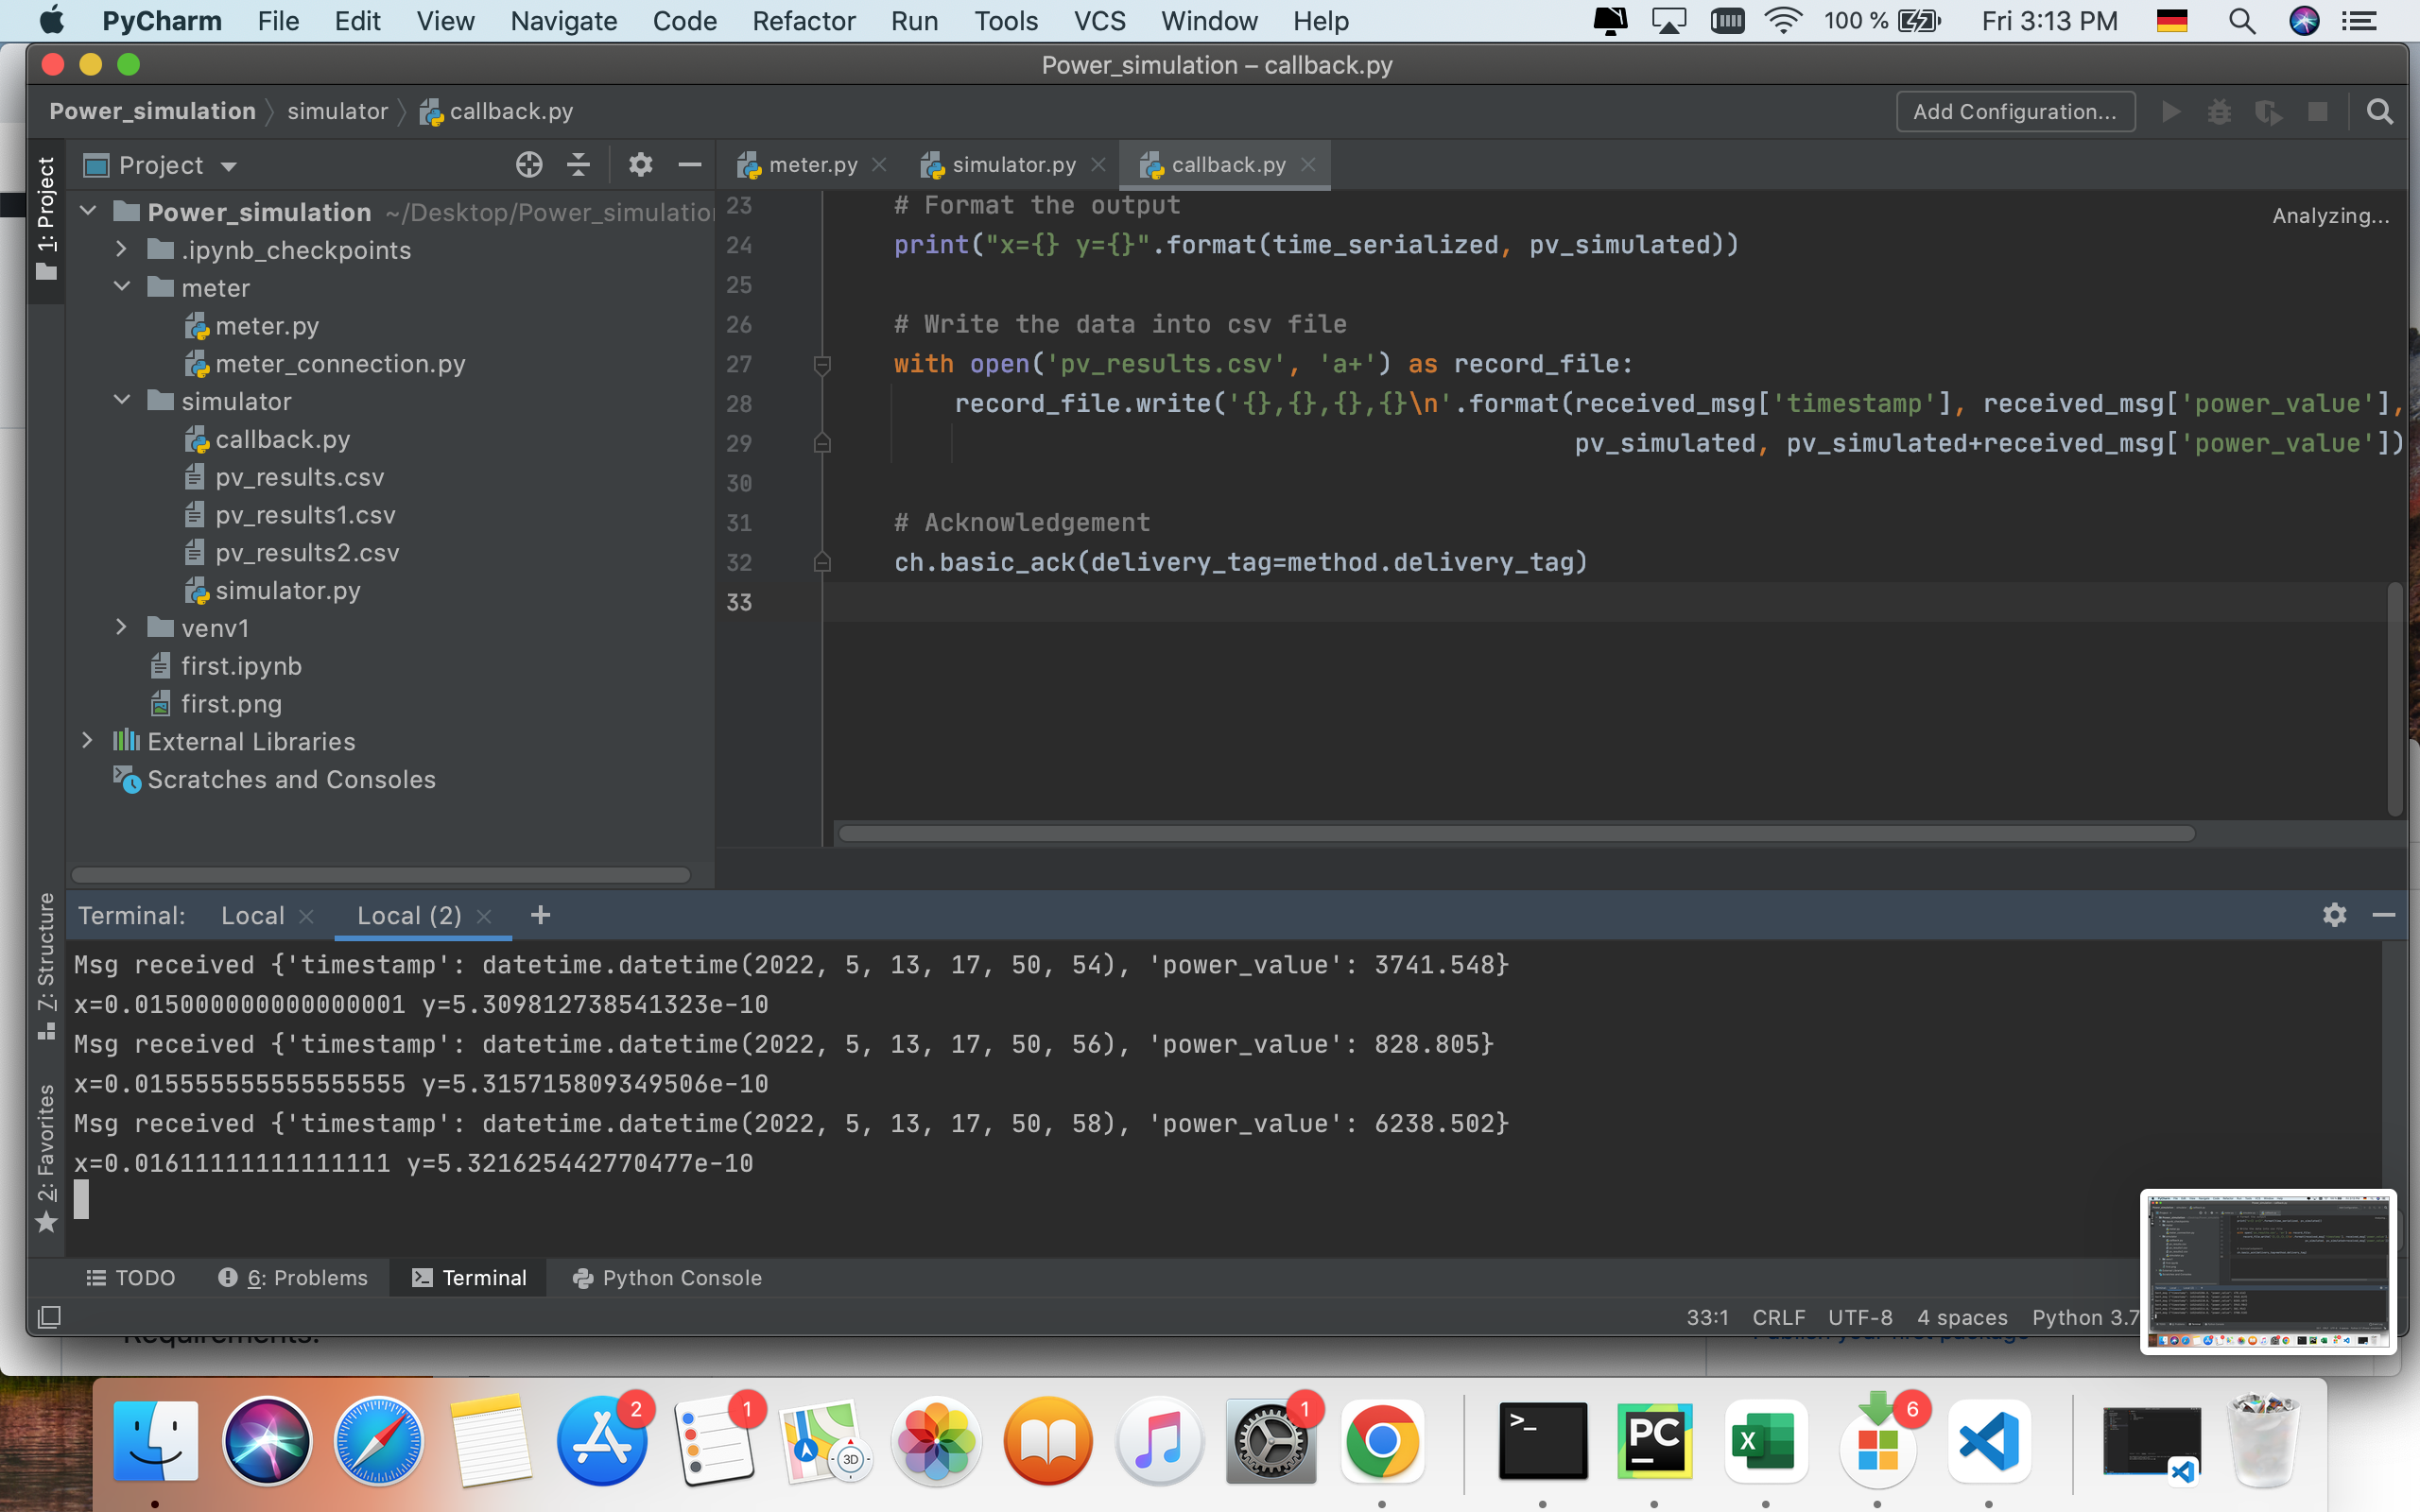 PyCharm File Edit View Navigate Code Refactor Run Tools VCS Window Help 100 % Fri 3:13 PM
Power_simulation – callback.py
Power_simulation simulator callback.py Add Configuration...
1: Project
Project
meter.py simulator.py callback.py
Power_simulation ~/Desktop/Power_simulation
.ipynb_checkpoints
meter
meter.py
meter_connection.py
simulator
callback.py
pv_results.csv
pv_results1.csv
pv_results2.csv
simulator.py
venv1
first.ipynb
first.png
External Libraries
Scratches and Consoles
Analyzing...
23 # Format the output
24 print("x={} y={}".format(time_serialized, pv_simulated))
25
26 # Write the data into csv file
27 with open('pv_results.csv', 'a+') as record_file:
28 record_file.write('{},{},{},{}\n'.format(received_msg['timestamp'], received_msg['power_value'],
29 pv_simulated, pv_simulated+received_msg['power_value'])
30
31 # Acknowledgement
32 ch.basic_ack(delivery_tag=method.delivery_tag)
33
7: Structure
2: Favorites
Terminal: Local Local (2) +
Msg received {'timestamp': datetime.datetime(2022, 5, 13, 17, 50, 54), 'power_value': 3741.548}
x=0.015000000000000001 y=5.309812738541323e-10
Msg received {'timestamp': datetime.datetime(2022, 5, 13, 17, 50, 56), 'power_value': 828.805}
x=0.015555555555555555 y=5.315715809349506e-10
Msg received {'timestamp': datetime.datetime(2022, 5, 13, 17, 50, 58), 'power_value': 6238.502}
x=0.01611111111111111 y=5.321625442770477e-10
TODO 6: Problems Terminal Python Console
33:1 CRLF UTF-8 4 spaces Python 3.7
Requirements:
Publish your first package
2
1
3D
1
>_
PC
X
6